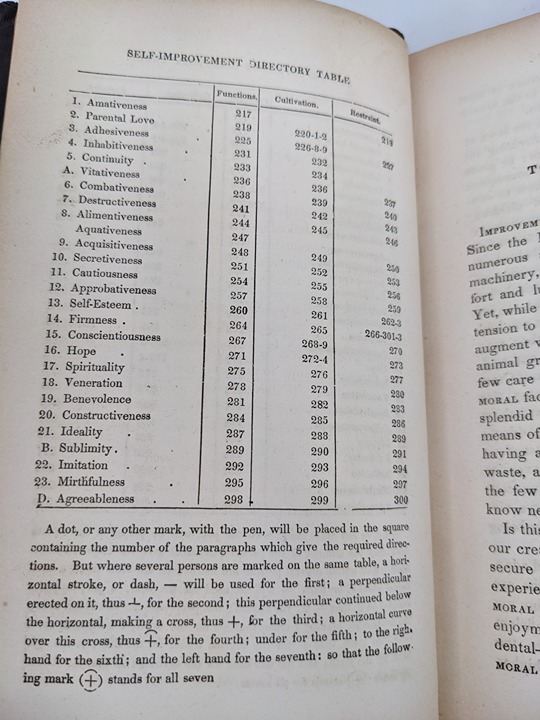 SELF-IMPROVEMENT DIRECTORY TABLE
Functions. Cultivation. Restraint.
1. Amativeness 217
2. Parental Love 219 220-1-2
3. Adhesiveness 225 226-8-9
4. Inhabitiveness 231 232
5. Continuity . 233 234
A. Vitativeness . 236 236 237
6. Combativeness 238 239 240
7. Destructiveness 241 242 243
8. Alimentiveness 244 245 246
Aquativeness 247
9. Acquisitiveness 248 249 250
10. Secretiveness 251 252 253
11. Cautiousness 254 255 256
12. Approbativeness 257 258 259
13. Self-Esteem . 260 261 262-3
14. Firmness . 264 265 266-301-3
15. Conscientiousness 267 268-9 270
16. Hope . 271 272-4 273
17. Spirituality 275 276 277
18. Veneration 278 279 280
19. Benevolence 281 282 283
20. Constructiveness 284 285 286
21. Ideality . 287 288 289
B. Sublimity . . 289 290 291
22. Imitation . 292 293 294
23. Mirthfulness . 295 296 297
D. Agreeableness . . 298 299 300
A dot, or any other mark, with the pen, will be placed in the square
containing the number of the paragraphs which give the required direc-
tions. But where several persons are marked on the same table, a hori-
zontal stroke, or dash, — will be used for the first; a perpendicular
erected on it, thus ┴, for the second; this perpendicular continued below
the horizontal, making a cross, thus +, for the third; a horizontal curve
over this cross, thus, for the fourth; under for the fifth; to the right
hand for the sixth; and the left hand for the seventh: so that the follow-
ing mark (+) stands for all seven
T
IMPROVEM
Since the
numerous
machinery,
fort and lu
Yet, while
tension to
augment v
animal gr
few care
MORAL fac
splendid
means of
having a
waste, a
the few
know ne
Is this
our crea
secure
experie
MORAL
enjoym
dental—
MORAL